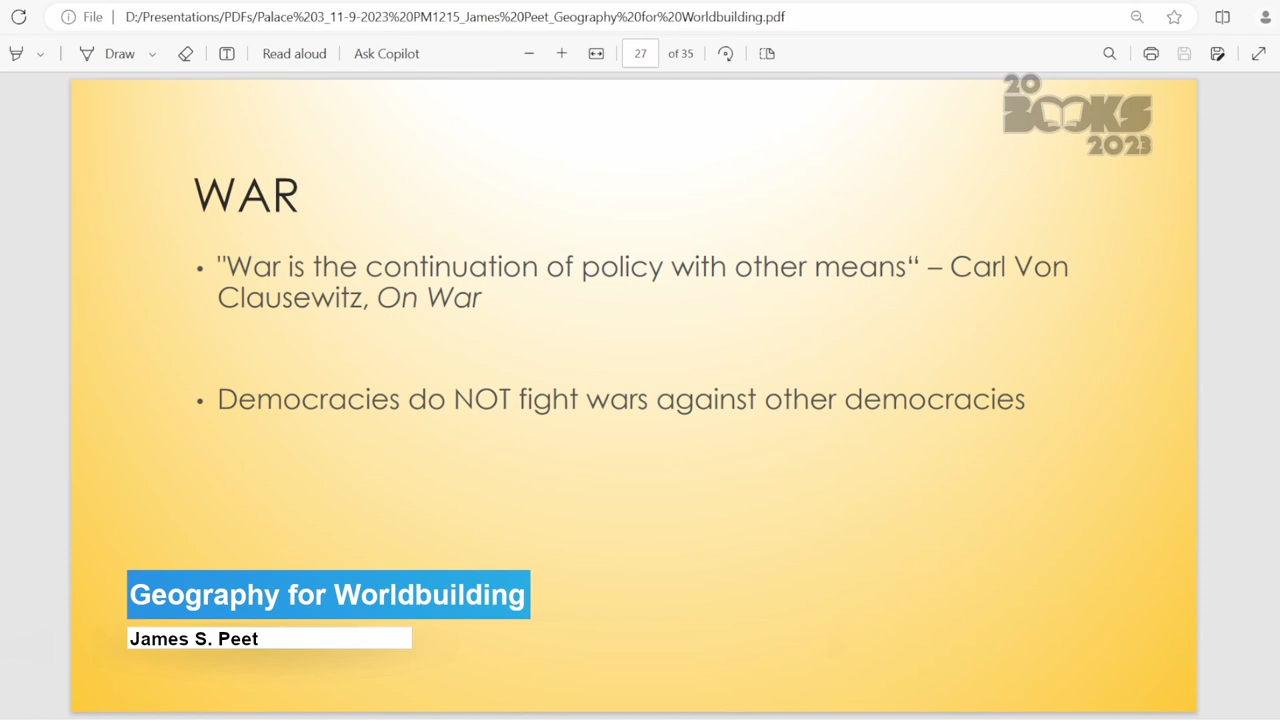 File D:/Presentations/PDFs/Palace%203_11-9-2023%20PM1215_James%20Peet_Geography%20for%20Worldbuilding.pdf
Draw Read aloud Ask Copilot 27 of 35
20
BOOKS
2023
WAR
• "War is the continuation of policy with other means“ – Carl Von
Clausewitz, On War
• Democracies do NOT fight wars against other democracies
Geography for Worldbuilding
James S. Peet